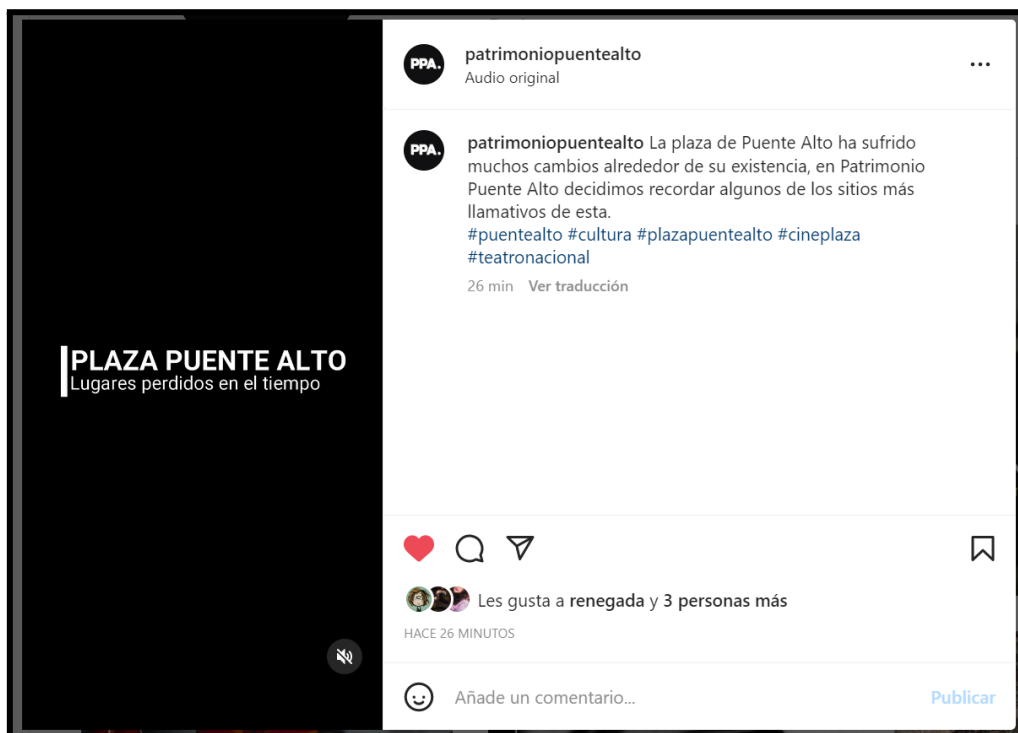 PLAZA PUENTE ALTO
Lugares perdidos en el tiempo
PPA.
patrimoniopuentealto
Audio original
PPA.
patrimoniopuentealto La plaza de Puente Alto ha sufrido
muchos cambios alrededor de su existencia, en Patrimonio
Puente Alto decidimos recordar algunos de los sitios más
llamativos de esta.
#puentealto #cultura #plazapuentealto #cineplaza
#teatronacional
26 min Ver traducción
Les gusta a renegada y 3 personas más
HACE 26 MINUTOS
Añade un comentario...
Publicar